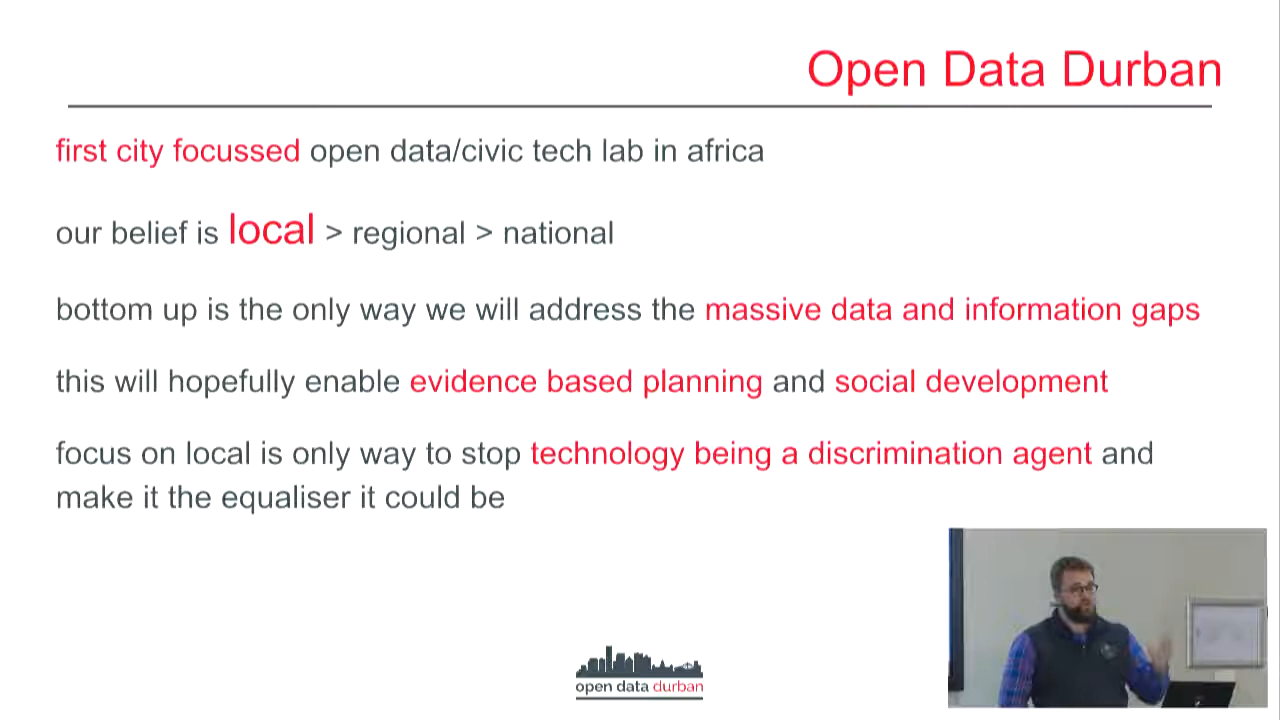 Open Data Durban
first city focussed open data/civic tech lab in africa
our belief is local > regional > national
bottom up is the only way we will address the massive data and information gaps
this will hopefully enable evidence based planning and social development
focus on local is only way to stop technology being a discrimination agent and
make it the equaliser it could be
open data durban